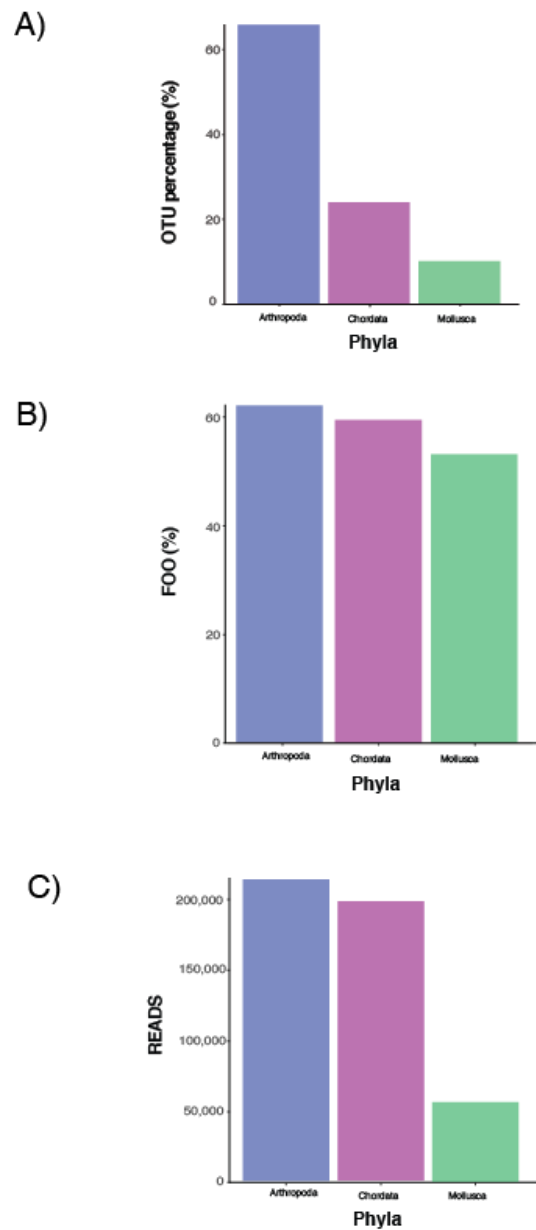 A)
60
40
20
0
OTU percentage (%)
Arthropoda Chordata Mollusca
Phyla
B)
60
40
20
0
FOO (%)
Arthropoda Chordata Mollusca
Phyla
C)
200,000
150,000
100,000
50,000
0
READS
Arthropoda Chordata Mollusca
Phyla